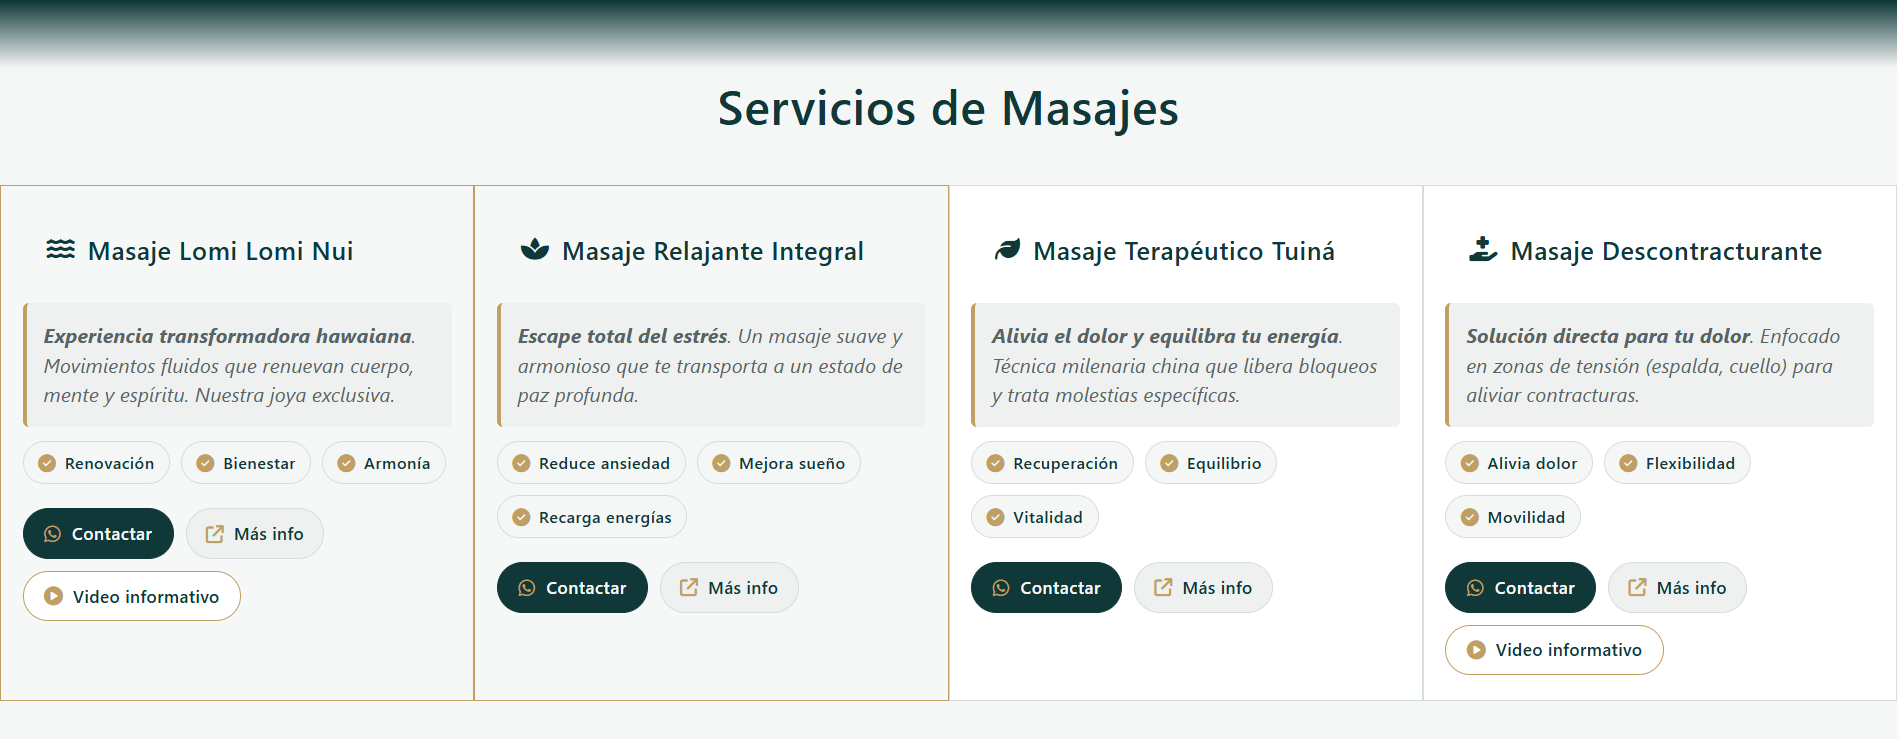 Servicios de Masajes
Masaje Lomi Lomi Nui
Experiencia transformadora hawaiana.
Movimientos fluidos que renuevan cuerpo,
mente y espíritu. Nuestra joya exclusiva.
Renovación
Bienestar
Armonía
Contactar
Más info
Video informativo
Masaje Relajante Integral
Escape total del estrés. Un masaje suave y
armonioso que te transporta a un estado de
paz profunda.
Reduce ansiedad
Mejora sueño
Recarga energías
Contactar
Más info
Masaje Terapéutico Tuiná
Alivia el dolor y equilibra tu energía.
Técnica milenaria china que libera bloqueos
y trata molestias específicas.
Recuperación
Equilibrio
Vitalidad
Contactar
Más info
Masaje Descontracturante
Solución directa para tu dolor. Enfocado
en zonas de tensión (espalda, cuello) para
aliviar contracturas.
Alivia dolor
Flexibilidad
Movilidad
Contactar
Más info
Video informativo